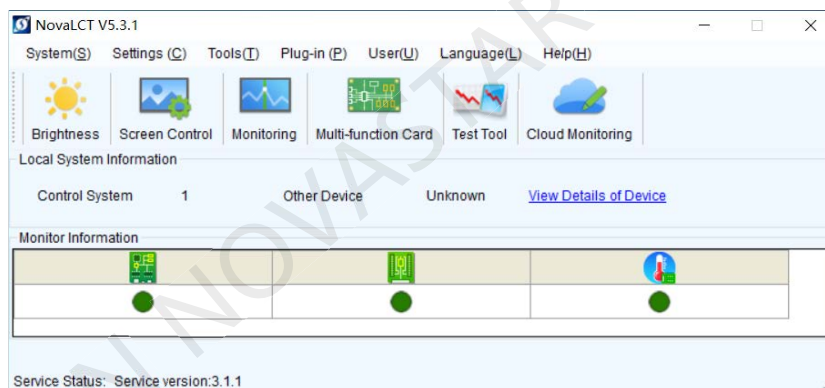 NovaLCT V5.3.1
System(S) Settings (C) Tools(T) Plug-in (P) User(U) Language(L) Help(H)
Brightness Screen Control Monitoring Multi-function Card Test Tool Cloud Monitoring
Local System Information
Control System 1 Other Device Unknown View Details of Device
Monitor Information
Service Status: Service version:3.1.1
N NOVASTAR